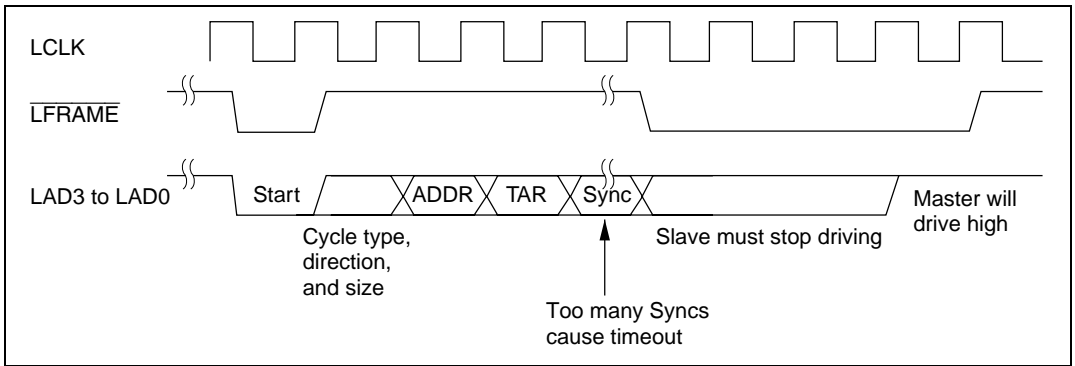 LCLK
LFRAME
LAD3 to LAD0
Start
ADDR
TAR
Sync
Master will
drive high
Cycle type,
direction,
and size
Slave must stop driving
Too many Syncs
cause timeout